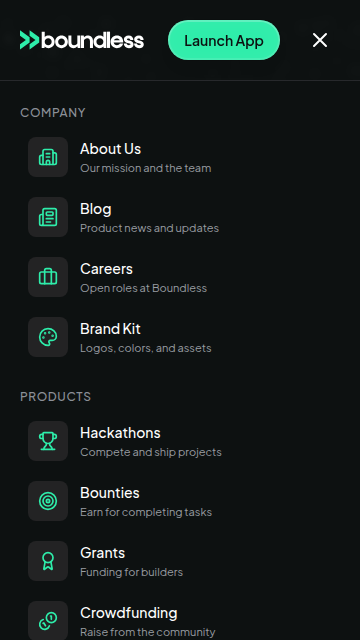 boundless
Launch App
COMPANY
About Us
Our mission and the team
Blog
Product news and updates
Careers
Open roles at Boundless
Brand Kit
Logos, colors, and assets
PRODUCTS
Hackathons
Compete and ship projects
Bounties
Earn for completing tasks
Grants
Funding for builders
Crowdfunding
Raise from the community